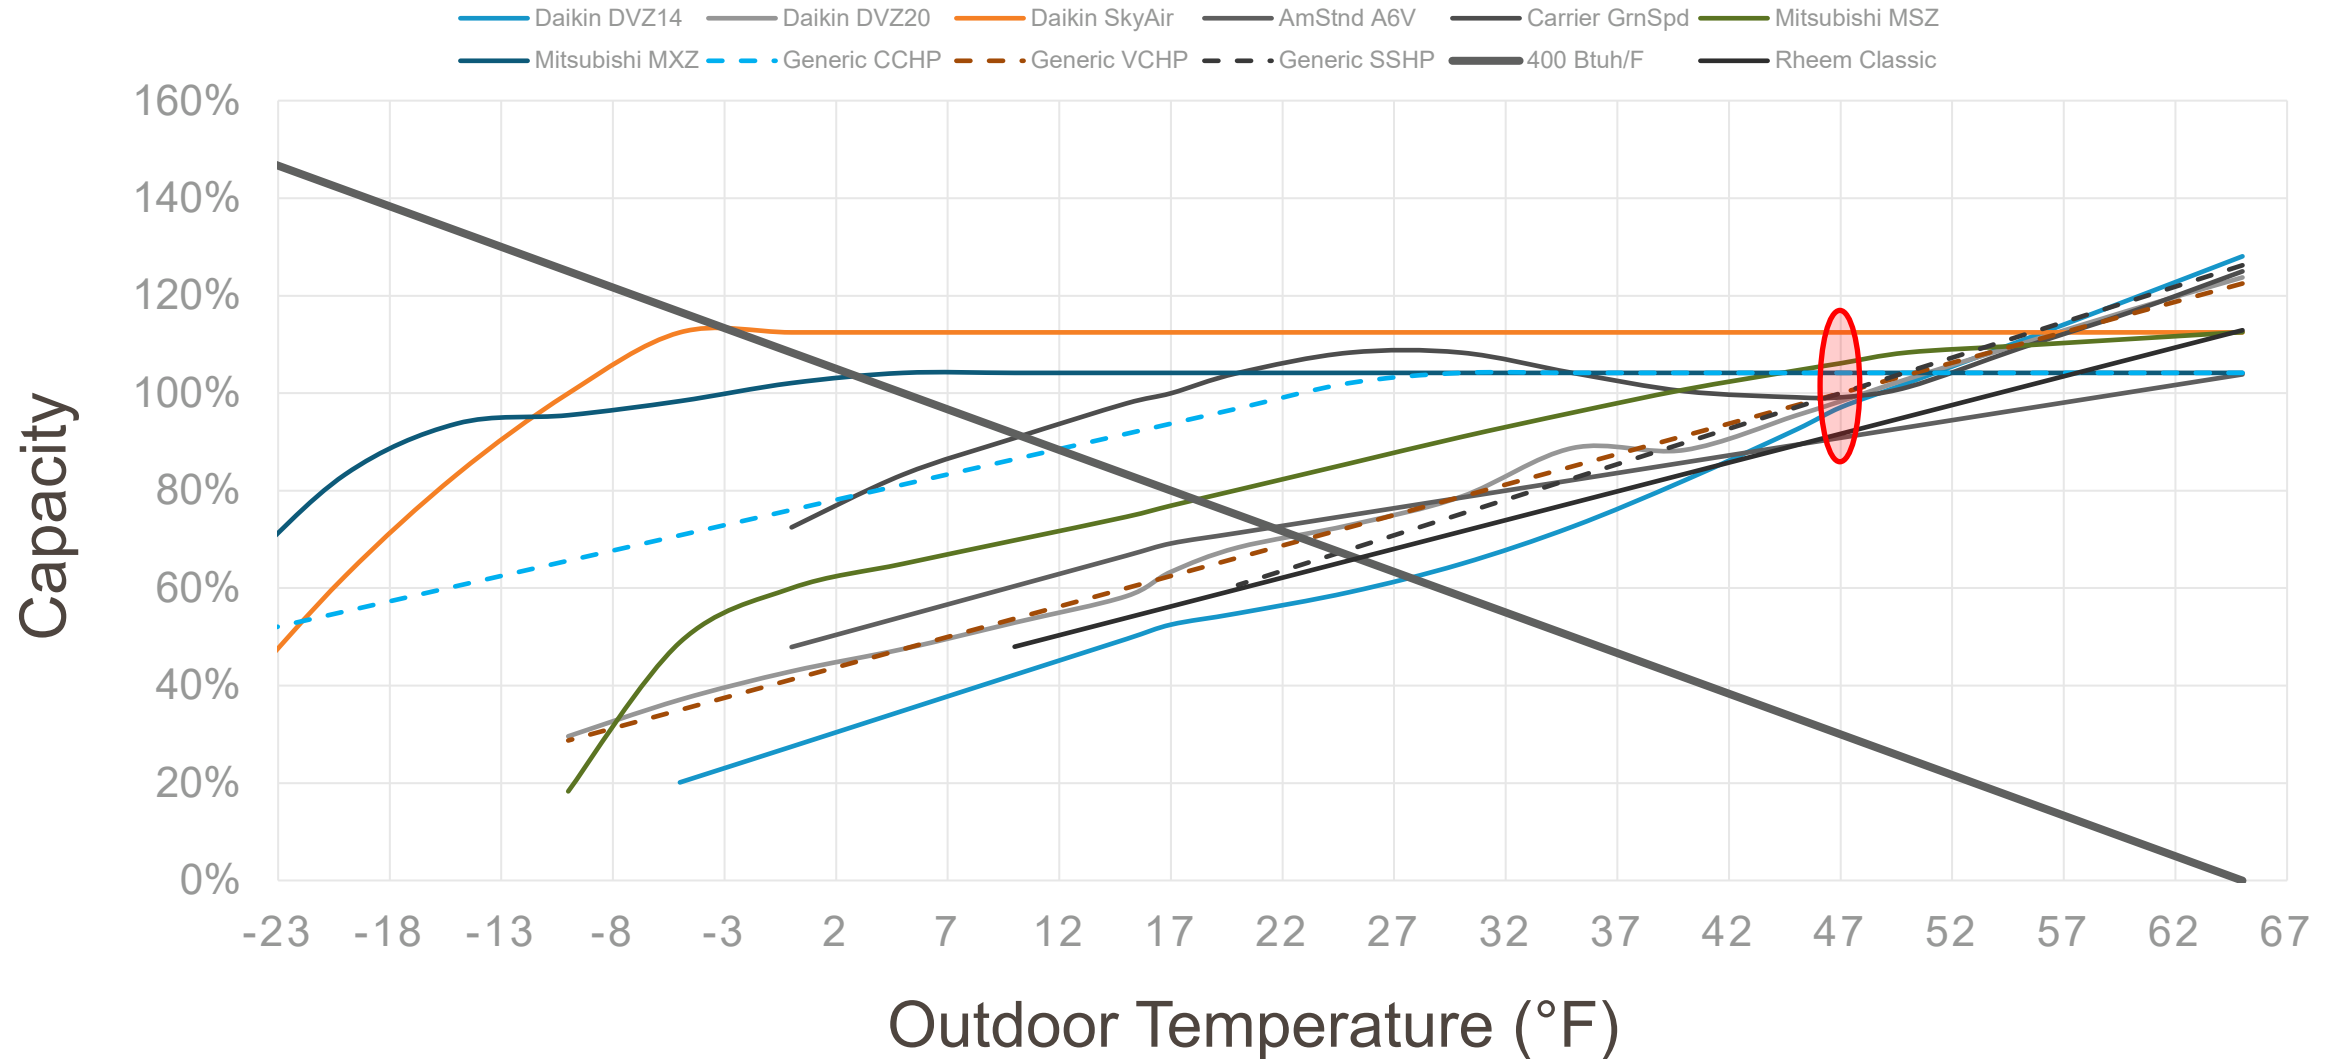 Daikin DVZ14 Daikin DVZ20 Daikin SkyAir AmStnd A6V Carrier GrnSpd Mitsubishi MSZ
Mitsubishi MXZ Generic CCHP Generic VCHP Generic SSHP 400 Btuh/F Rheem Classic
160%
140%
120%
100%
80%
60%
40%
20%
0%
Capacity
-23 -18 -13 -8 -3 2 7 12 17 22 27 32 37 42 47 52 57 62 67
Outdoor Temperature (°F)